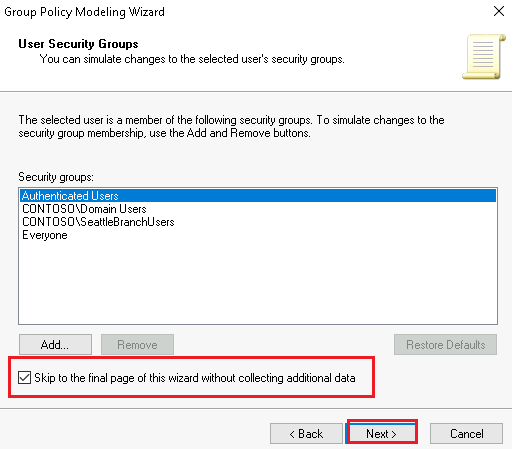 Group Policy Modeling Wizard
User Security Groups
You can simulate changes to the selected user's security groups.
The selected user is a member of the following security groups. To simulate changes to the
security group membership, use the Add and Remove buttons.
Security groups:
Authenticated Users
CONTOSO\Domain Users
CONTOSO\SeattleBranchUsers
Everyone
Add...
Remove
Restore Defaults
Skip to the final page of this wizard without collecting additional data
< Back
Next >
Cancel